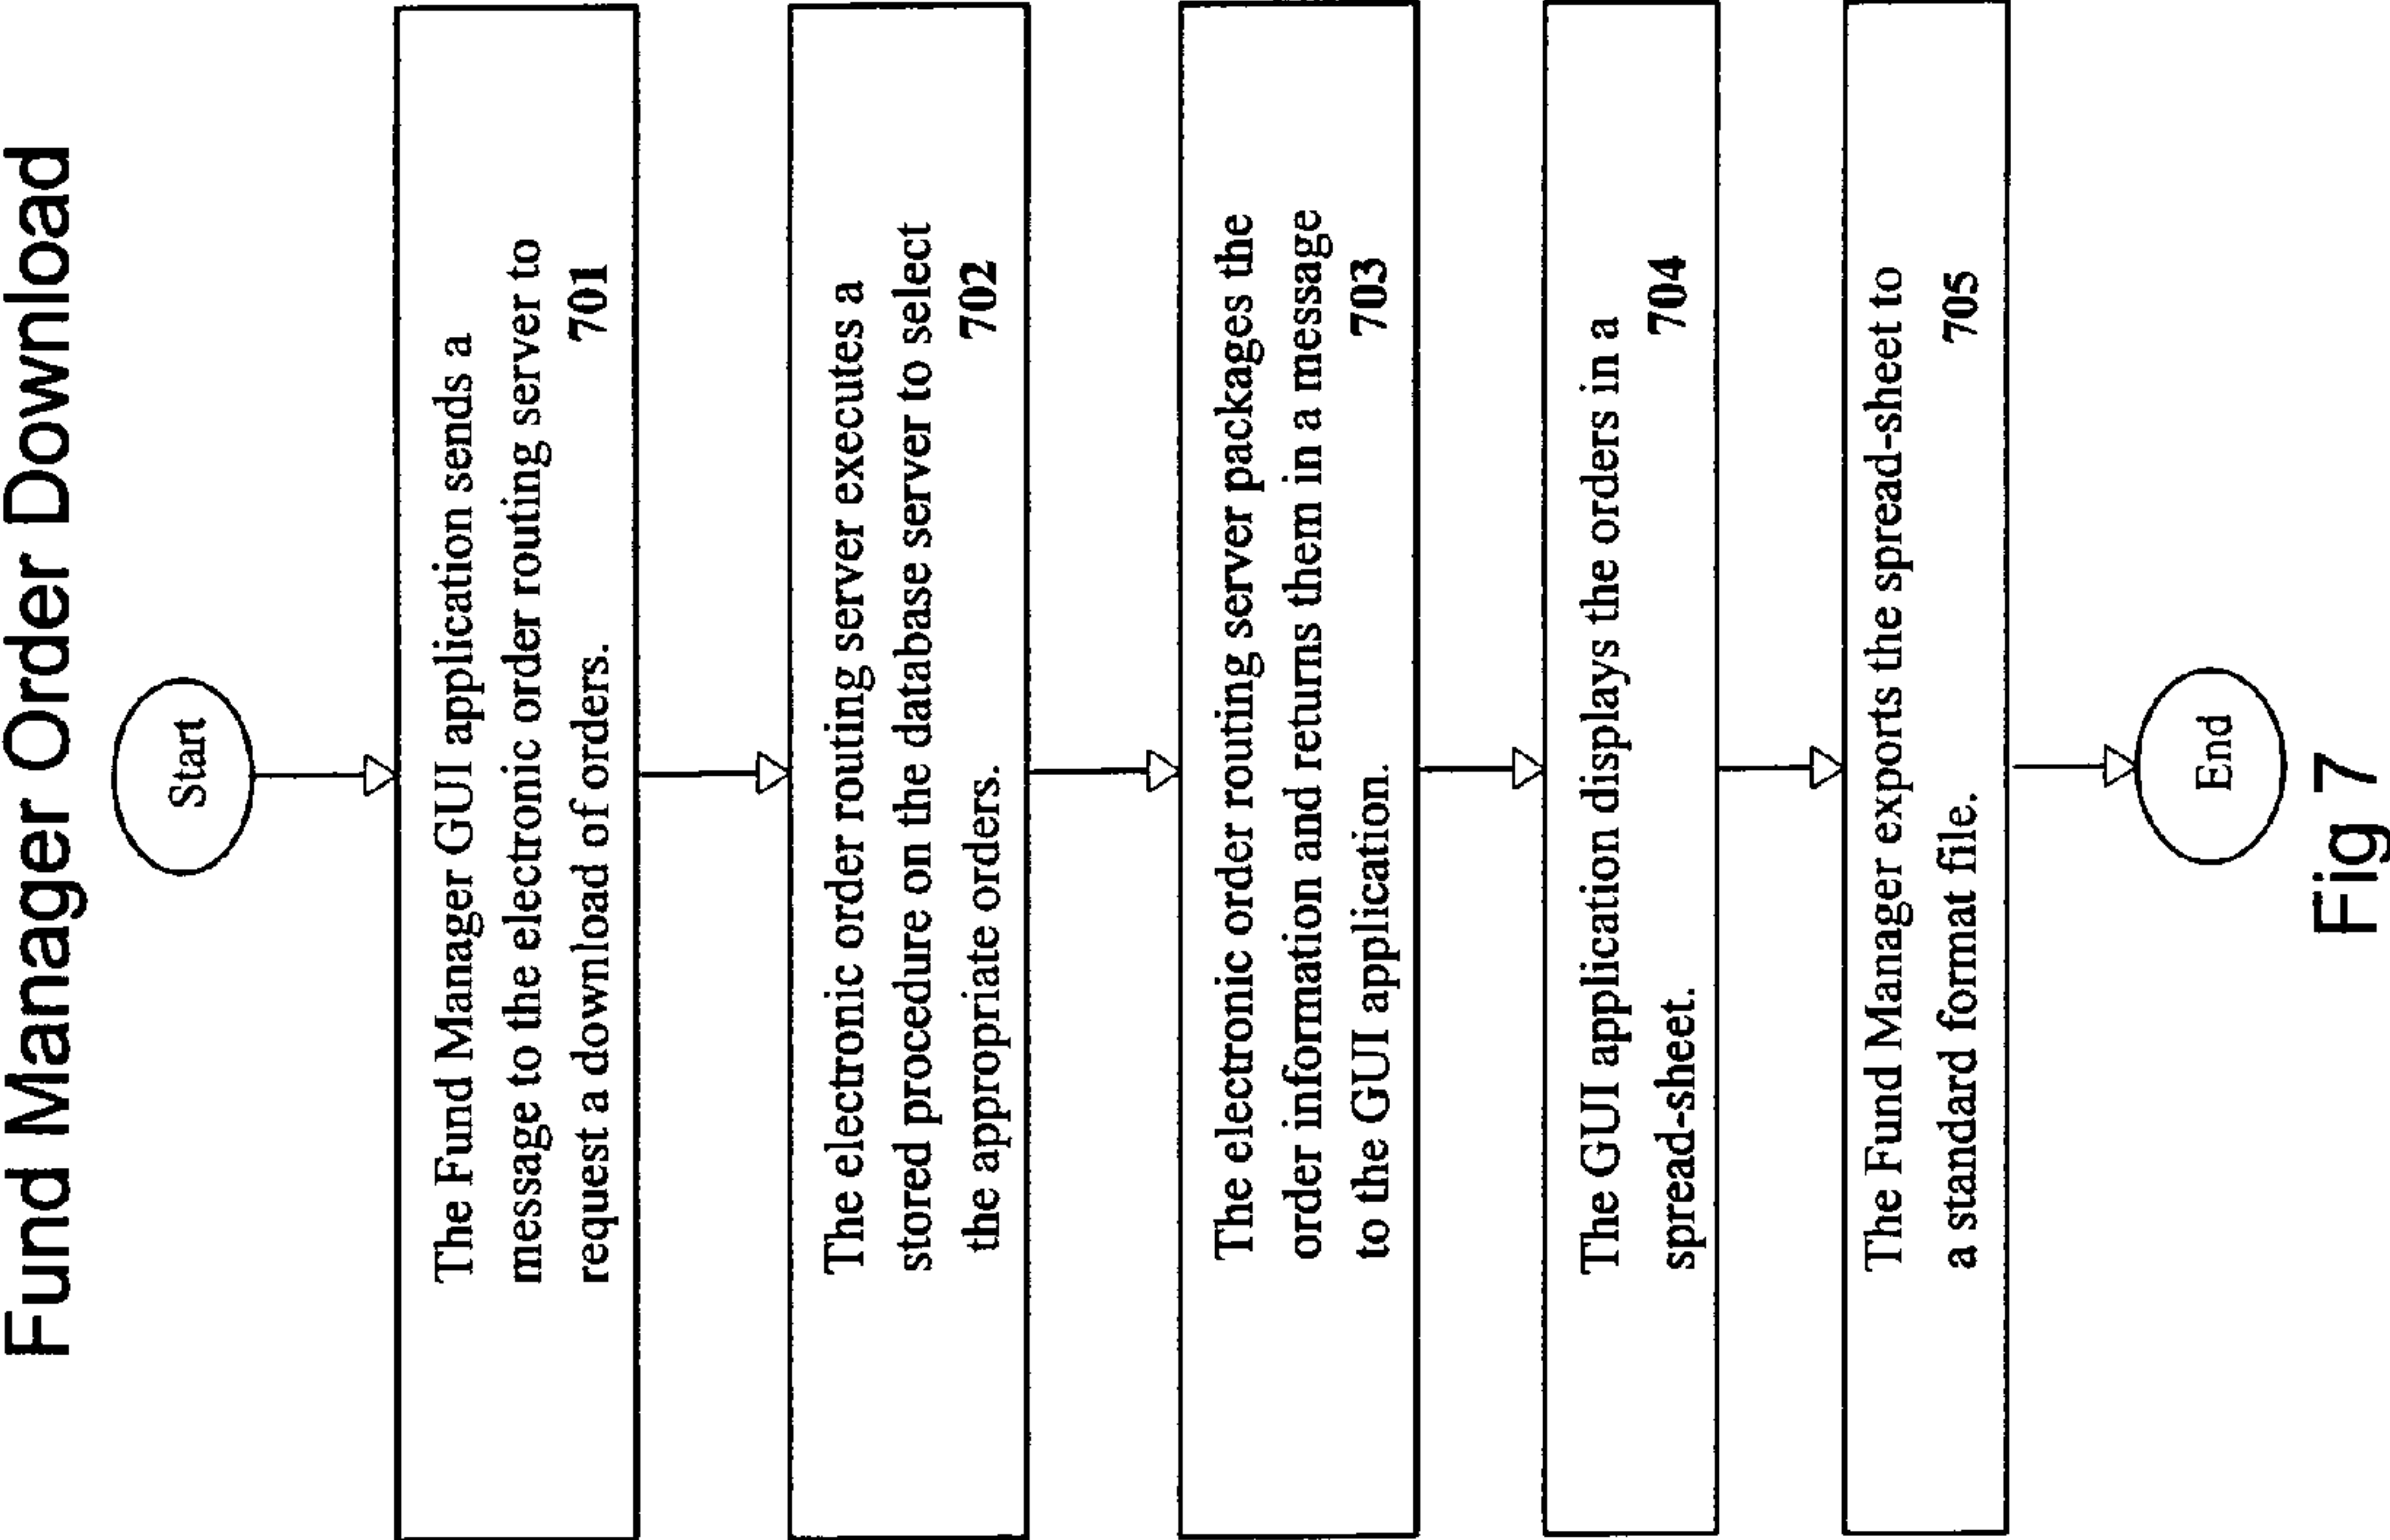 Fund Manager Order Download
Start
The Fund Manager GUI application sends a
message to the electronic order routing server to
request a download of orders. 701
The electronic order routing server executes a
stored procedure on the database server to select
the appropriate orders. 702
The electronic order routing server packages the
order information and returns them in a message
to the GUI application. 703
The GUI application displays the orders in a
spread-sheet. 704
The Fund Manager exports the spread-sheet to
a standard format file. 705
End
Fig 7